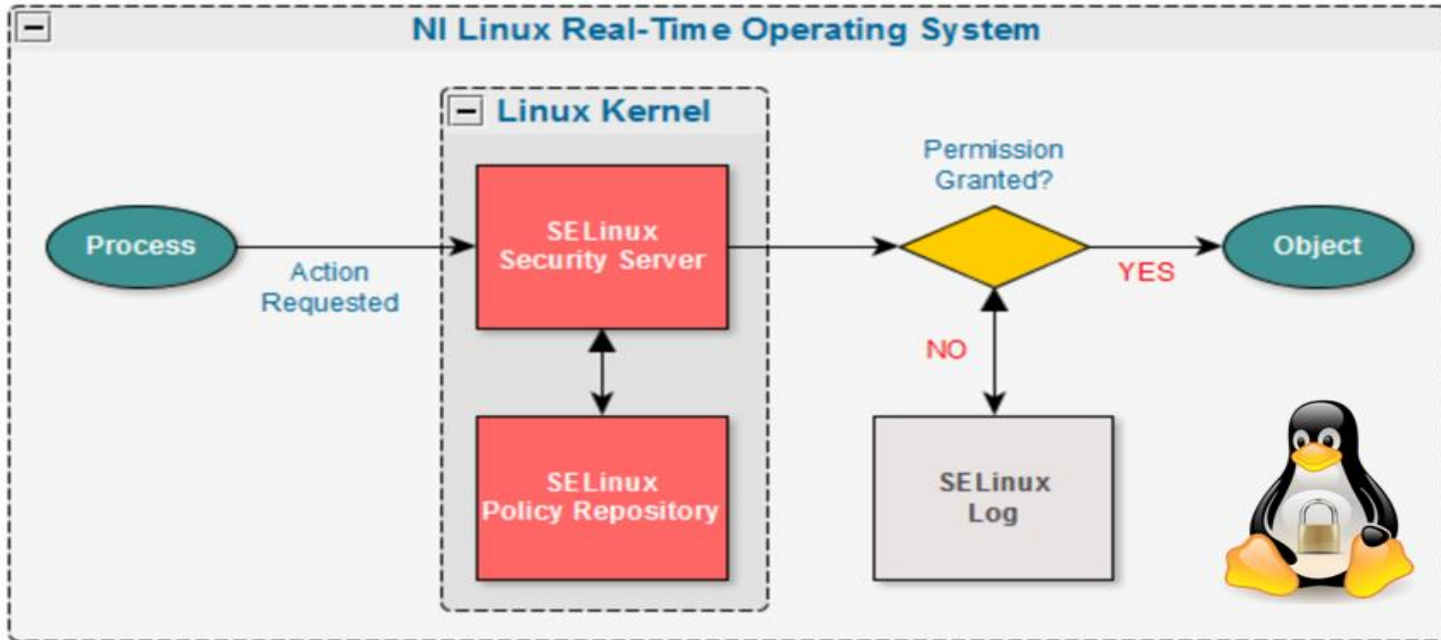 NI Linux Real-Time Operating System
Linux Kernel
Process
Action
Requested
SELinux
Security Server
SELinux
Policy Repository
Permission
Granted?
YES
Object
NO
SELinux
Log